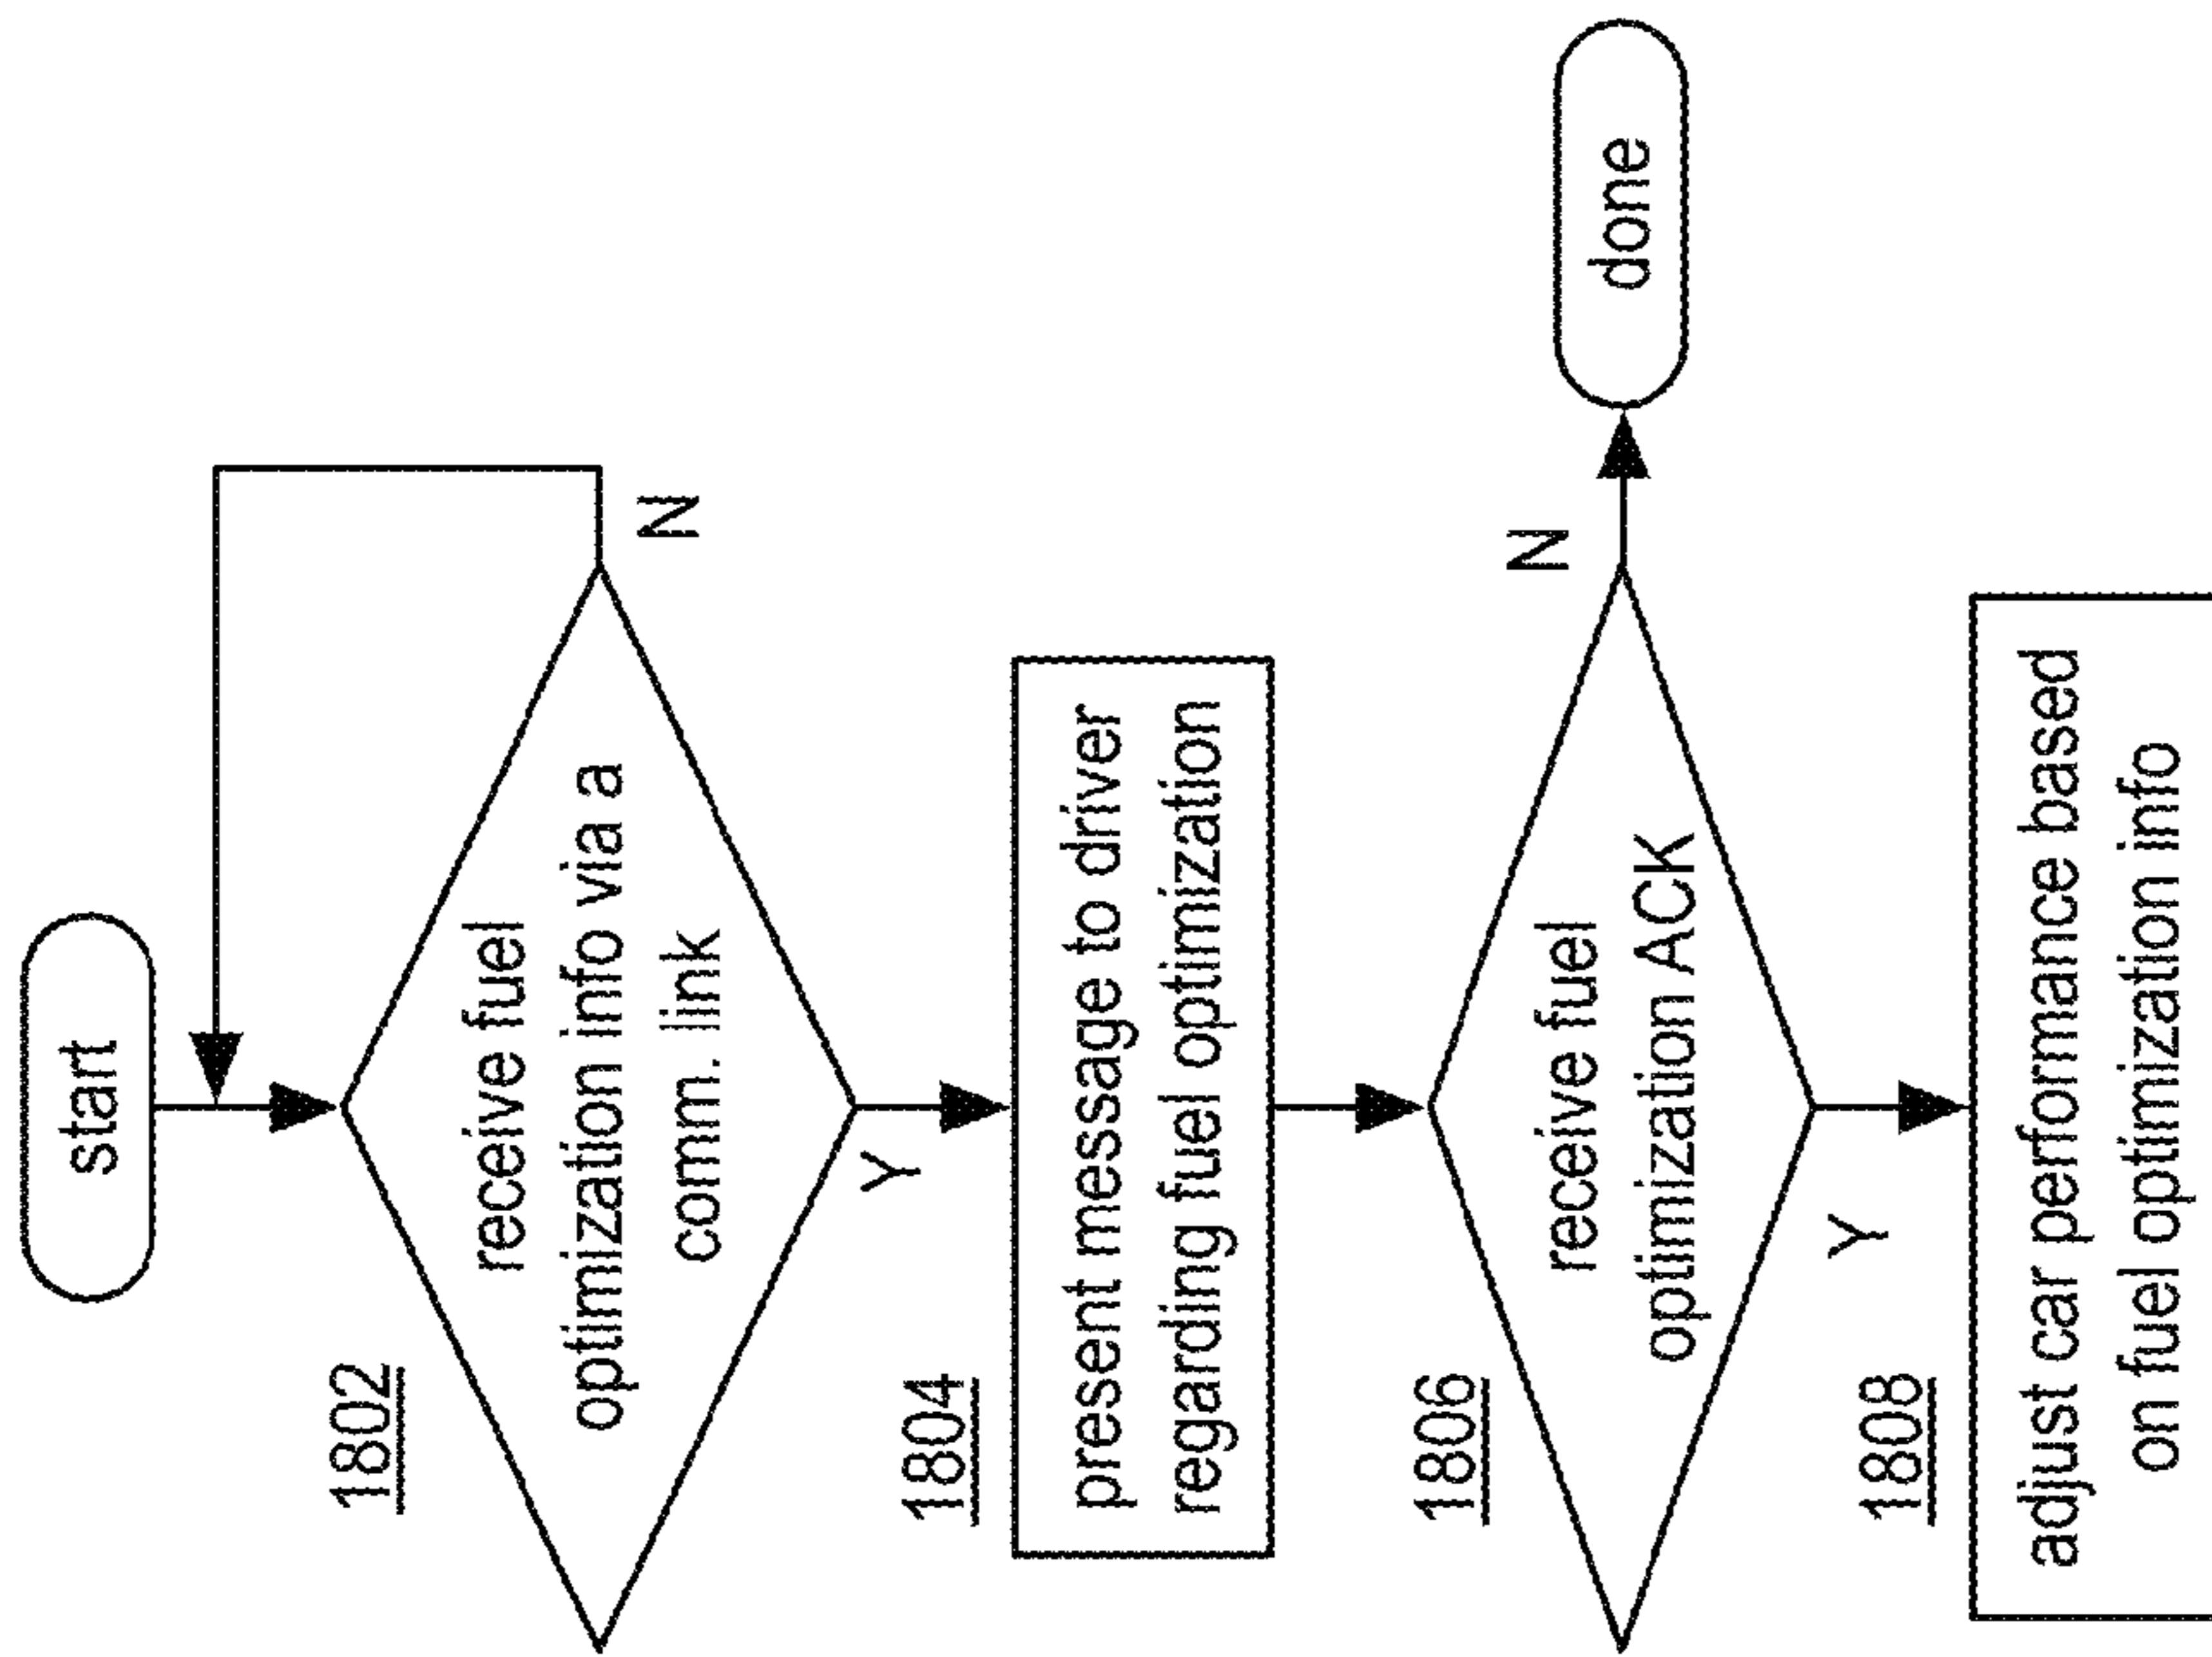 start
1802
receive fuel
optimization info via a
comm. link
N
Y
1804
present message to driver
regarding fuel optimization
1806
receive fuel
optimization ACK
N
done
Y
1808
adjust car performance based
on fuel optimization info